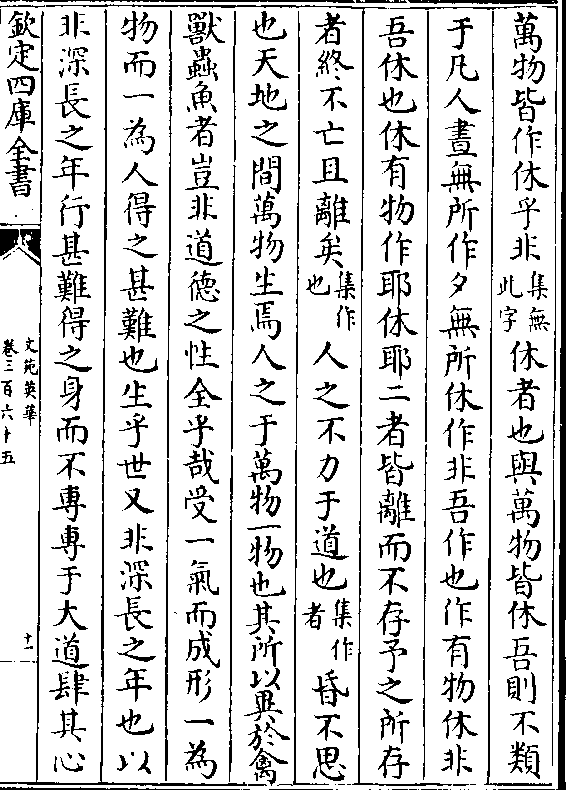 萬物皆作休乎非集無此字休者也與萬物皆休吾則不類
于凡人晝無所作夕無所休作非吾作也作有物休非
吾休也休有物作耶休耶二者皆離而不存予之所存
者終不亡且離矣集作也人之不力于道也集作者昏不思
也天地之間萬物生焉人之于萬物一物也其所以異於禽
獸蟲魚者豈非道德之性全乎哉受一氣而成形一為
物而一為人得之甚難也生乎世又非深長之年也以
非深長之年行甚難得之身而不專專于大道肆其心
欽定四庫全書
文苑英華
卷三百六十五
十一